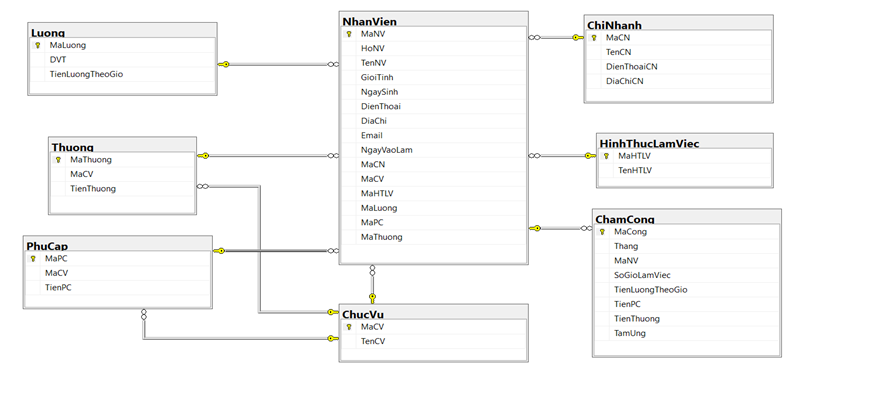 Luong
MaLuong
DVT
TienLuongTheoGio
Thuong
MaThuong
MaCV
TienThuong
PhuCap
MaPC
MaCV
TienPC
NhanVien
MaNV
HoNV
TenNV
GioiTinh
NgaySinh
DienThoai
DiaChi
Email
NgayVaoLam
MaCN
MaCV
MaHTLV
MaLuong
MaPC
MaThuong
ChucVu
MaCV
TenCV
ChiNhanh
MaCN
TenCN
DienThoaiCN
DiaChiCN
HinhThucLamViec
MaHTLV
TenHTLV
ChamCong
MaCong
Thang
MaNV
SoGioLamViec
TienLuongTheoGio
TienPC
TienThuong
TamUng